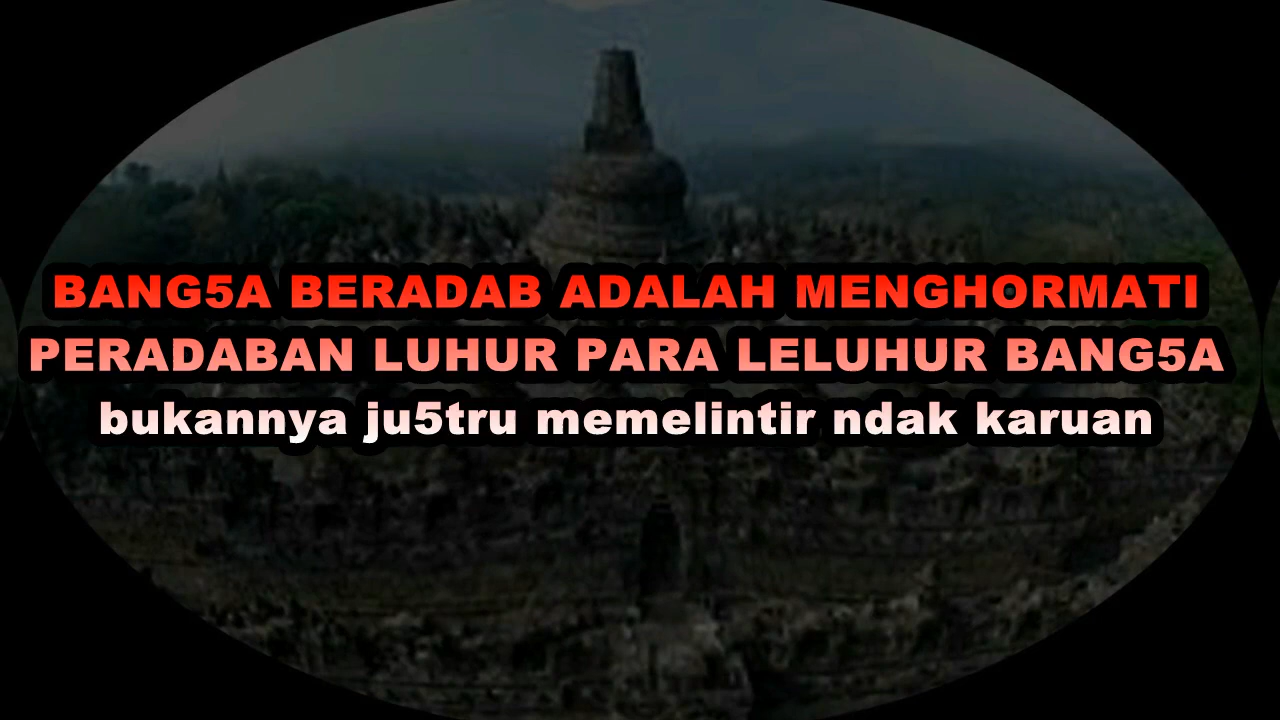 BANG5A BERADAB ADALAH MENGHORMATI
PERADABAN LUHUR PARA LELUHUR BANG5A
bukannya ju5tru memelintir ndak karuan